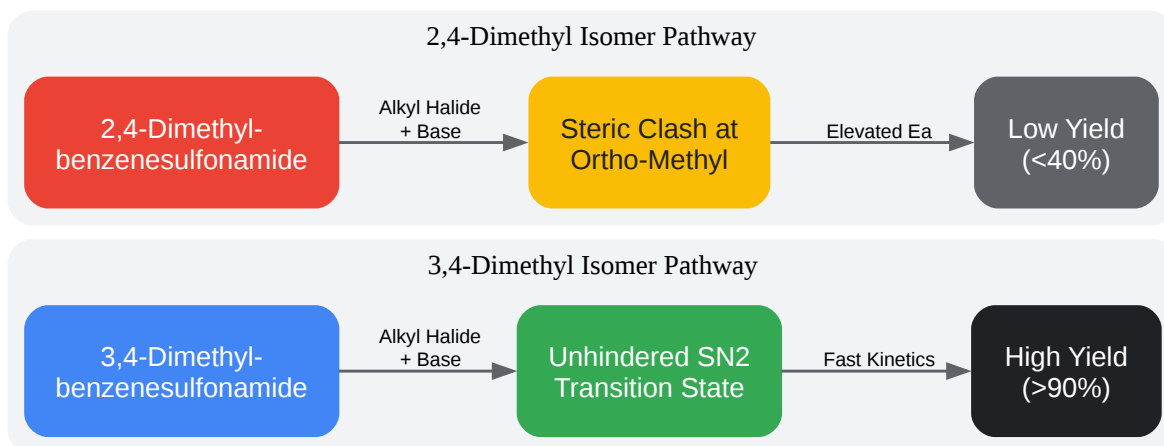 2,4-Dimethyl Isomer Pathway
2,4-Dimethyl-
benzenesulfonamide
Alkyl Halide
+ Base
Steric Clash at
Ortho-Methyl
Elevated Ea
Low Yield
(<40%)
3,4-Dimethyl Isomer Pathway
3,4-Dimethyl-
benzenesulfonamide
Alkyl Halide
+ Base
Unhindered SN2
Transition State
Fast Kinetics
High Yield
(>90%)